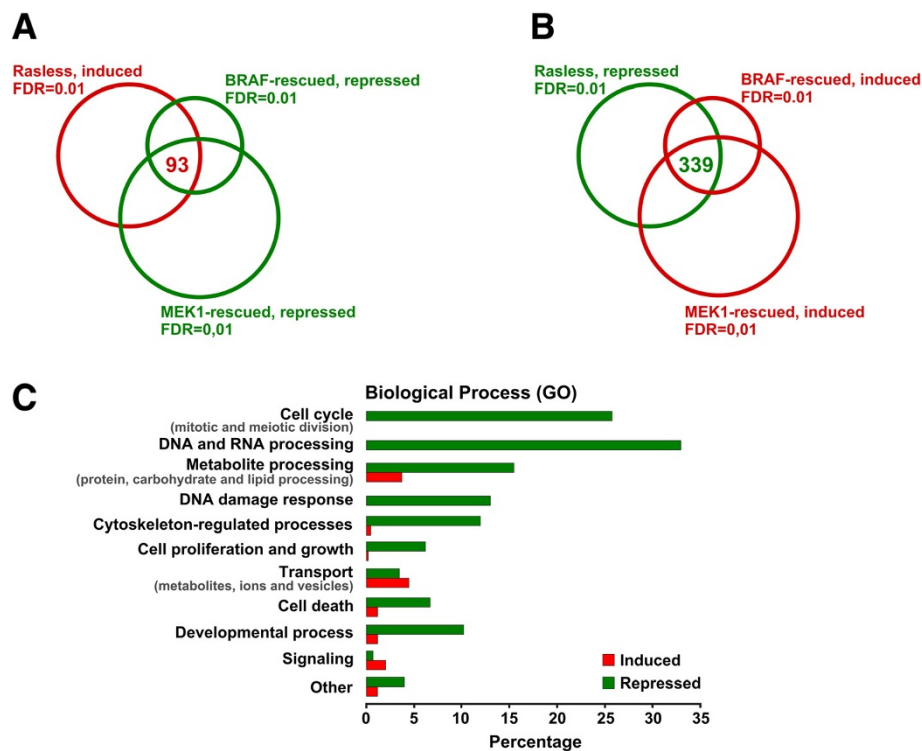 A
Rasless, induced
FDR=0.01
BRAF-rescued, repressed
FDR=0.01
93
MEK1-rescued, repressed
FDR=0,01
B
Rasless, repressed
FDR=0.01
BRAF-rescued, induced
FDR=0.01
339
MEK1-rescued, induced
FDR=0,01
C
Biological Process (GO)
Cell cycle
(mitotic and meiotic division)
DNA and RNA processing
Metabolite processing
(protein, carbohydrate and lipid processing)
DNA damage response
Cytoskeleton-regulated processes
Cell proliferation and growth
Transport
(metabolites, ions and vesicles)
Cell death
Developmental process
Signaling
Other
Induced
Repressed
0 5 10 15 20 25 30 35
Percentage